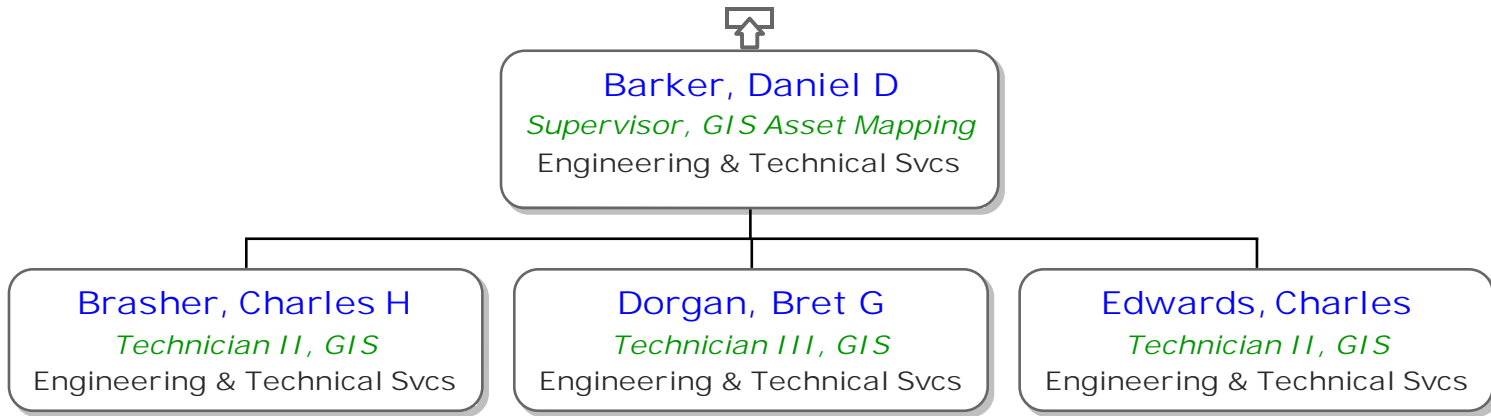 Barker, Daniel D
Supervisor, GIS Asset Mapping
Engineering & Technical Svcs
Brasher, Charles H
Technician II, GIS
Engineering & Technical Svcs
Dorgan, Bret G
Technician III, GIS
Engineering & Technical Svcs
Edwards, Charles
Technician II, GIS
Engineering & Technical Svcs